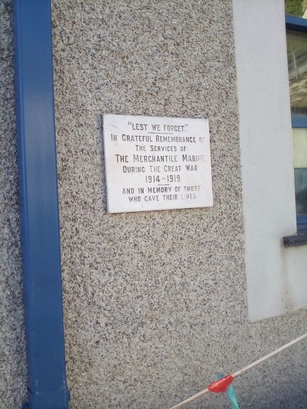 "LEST WE FORGET."
IN GRATEFUL REMEMBRANCE OF
THE SERVICES OF
THE MERCHANTILE MARINE
DURING THE GREAT WAR
1914-1919
AND IN MEMORY OF THOSE
WHO GAVE THEIR LIVES